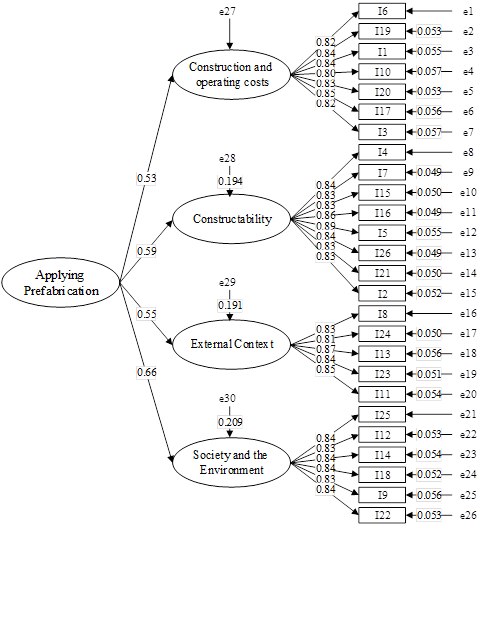 e27
I6
e1
0.82
I19
0.053
e2
0.84
I1
0.055
e3
0.84
Construction and
operating costs
0.80
I10
0.057
e4
0.83
I20
0.053
e5
0.85
I17
0.056
e6
0.82
I3
0.057
e7
0.53
e28
0.194
I4
e8
0.84
I7
0.049
e9
0.83
I15
0.050
e10
0.83
Constructability
0.86
I16
0.049
e11
0.89
I5
0.055
e12
0.84
I26
0.049
e13
0.83
I21
0.050
e14
0.83
I2
0.052
e15
0.59
Applying
Prefabrication
e29
0.191
I8
e16
0.83
I24
0.050
e17
0.81
External Context
I13
0.056
e18
0.87
I23
0.051
e19
0.84
I11
0.054
e20
0.85
0.55
0.66
e30
0.209
I25
e21
0.84
I12
0.053
e22
0.83
Society and the
Environment
I14
0.054
e23
0.84
I18
0.052
e24
0.84
I9
0.056
e25
0.83
I22
0.053
e26
0.84